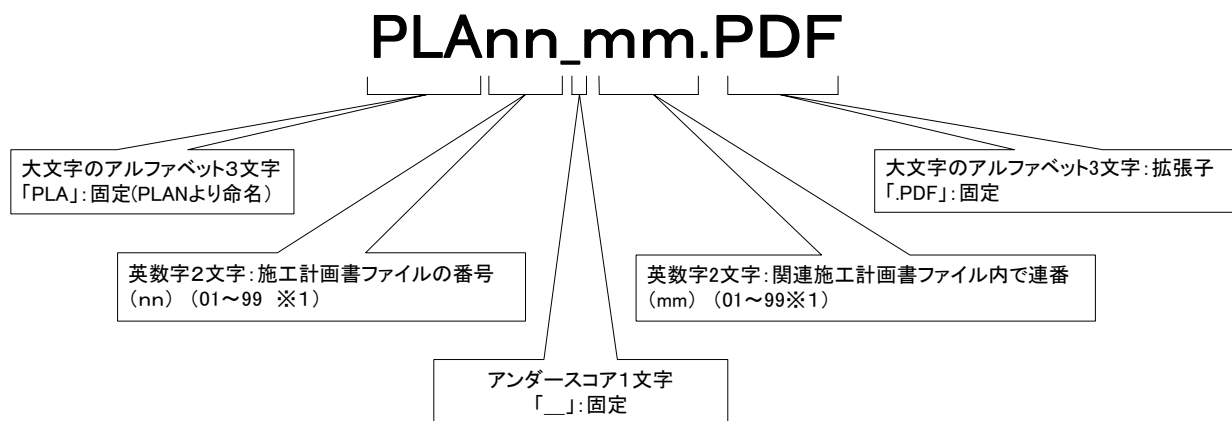 PLAnn_mm.PDF
大文字のアルファベット3文字
「PLA」:固定(PLANより命名)
大文字のアルファベット3文字:拡張子
「.PDF」:固定
英数字2文字:施工計画書ファイルの番号
(nn) (01~99 ※1)
英数字2文字:関連施工計画書ファイル内で連番
(mm) (01~99※1)
アンダースコア1文字
「__」:固定